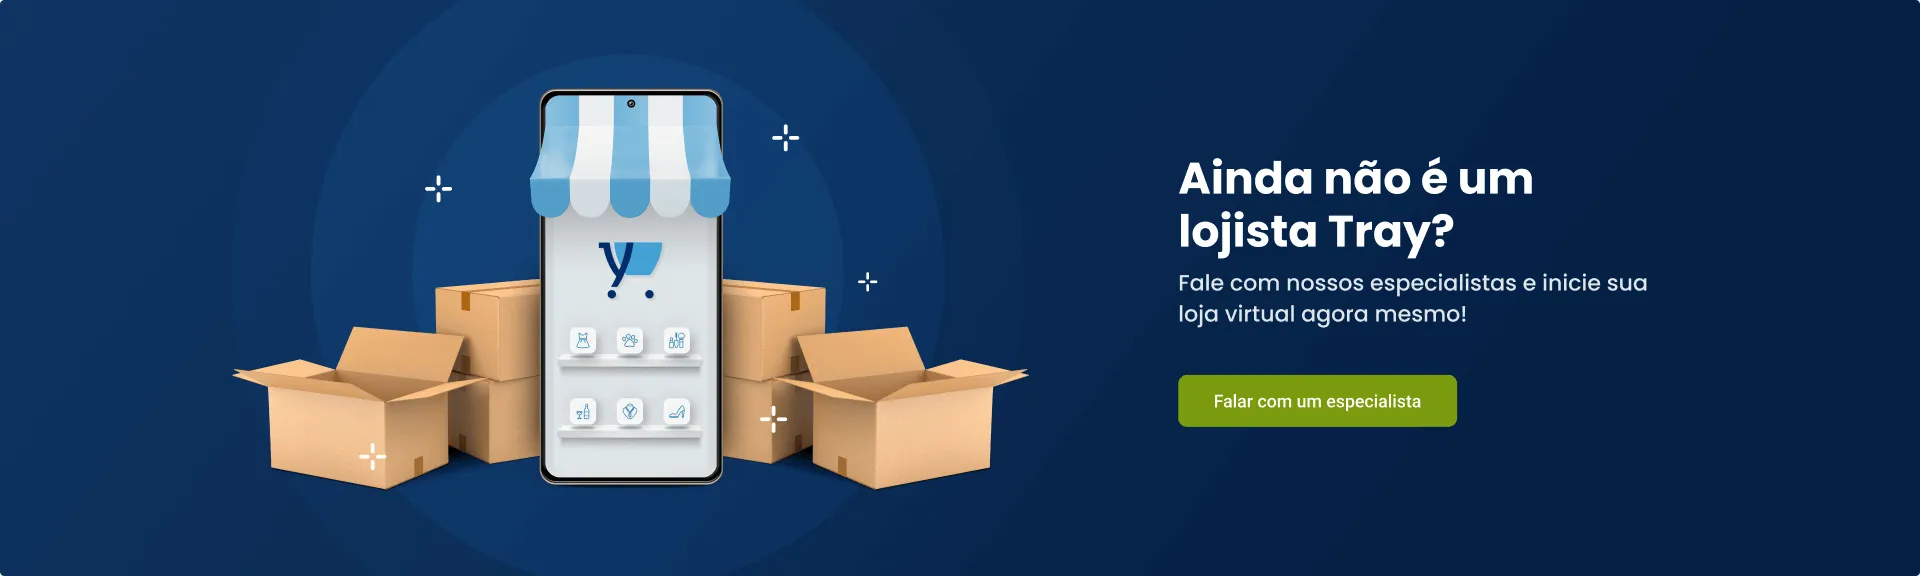 Ainda não é um
lojista Tray?
Fale com nossos especialistas e inicie sua
loja virtual agora mesmo!
Falar com um especialista